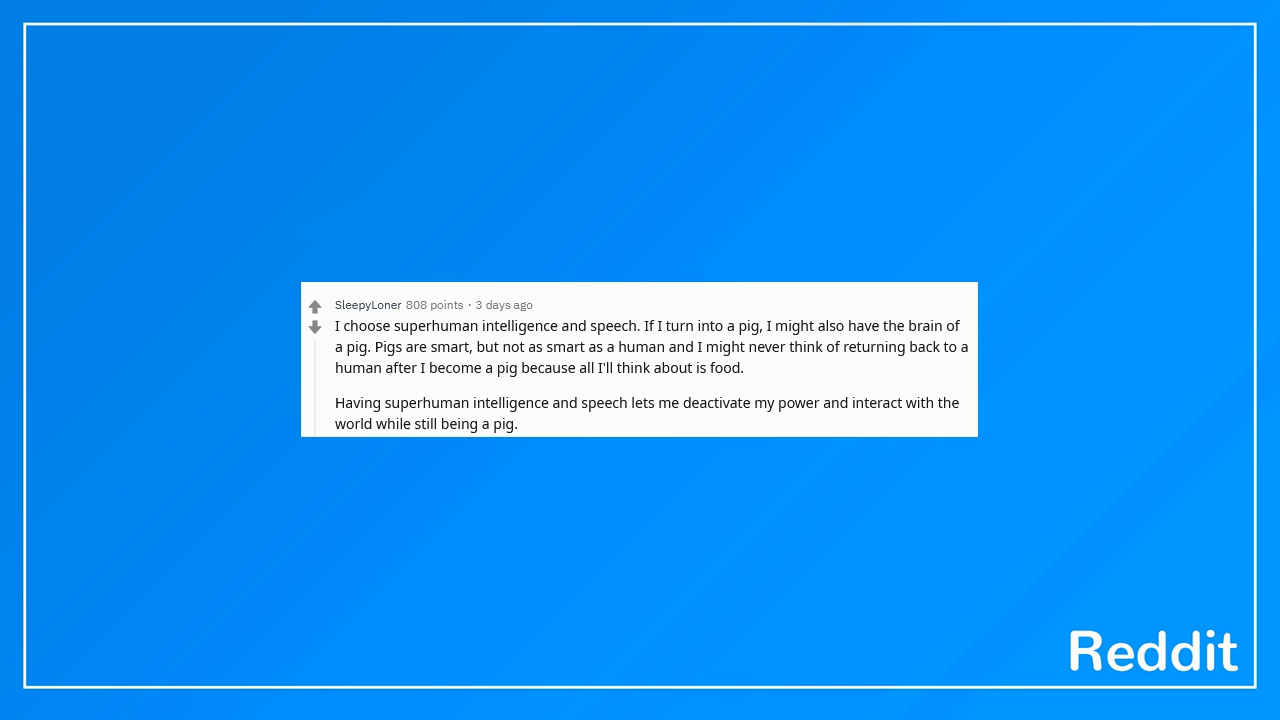 SleepyLoner 808 points · 3 days ago
I choose superhuman intelligence and speech. If I turn into a pig, I might also have the brain of
a pig. Pigs are smart, but not as smart as a human and I might never think of returning back to a
human after I become a pig because all I'll think about is food.
Having superhuman intelligence and speech lets me deactivate my power and interact with the
world while still being a pig.
Reddit